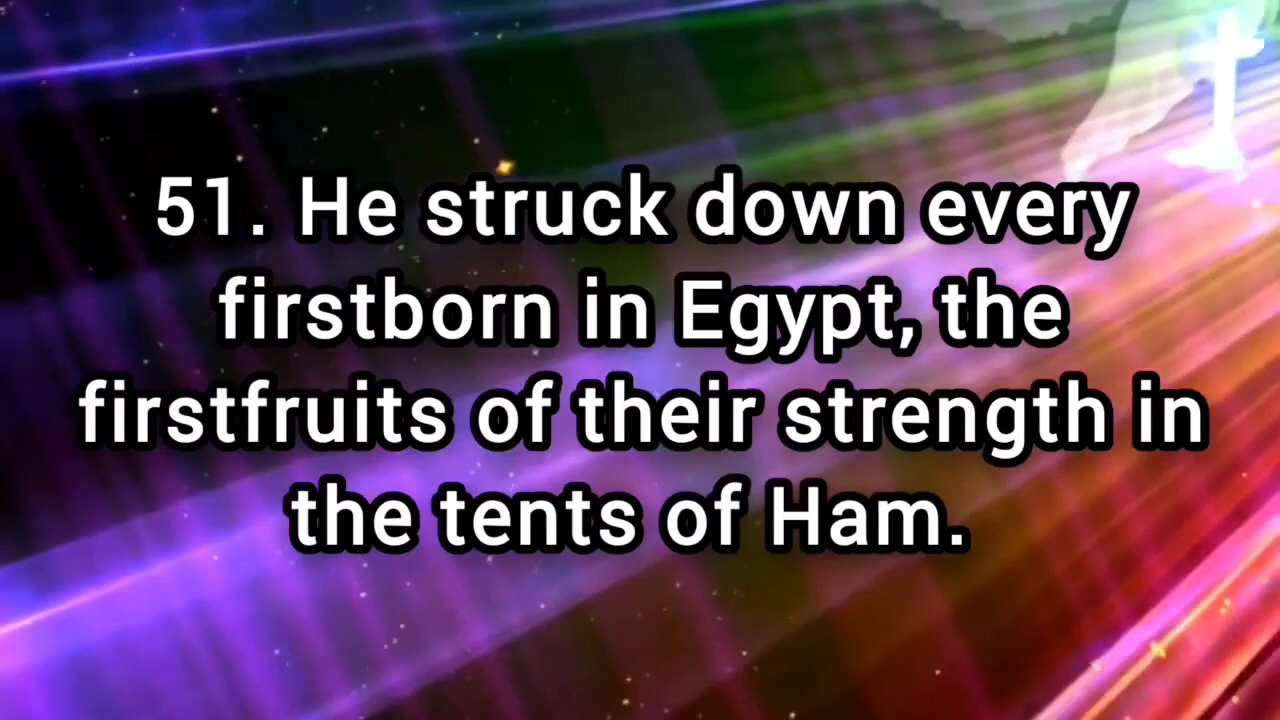 51. He struck down every
firstborn in Egypt, the
firstfruits of their strength in
the tents of Ham.